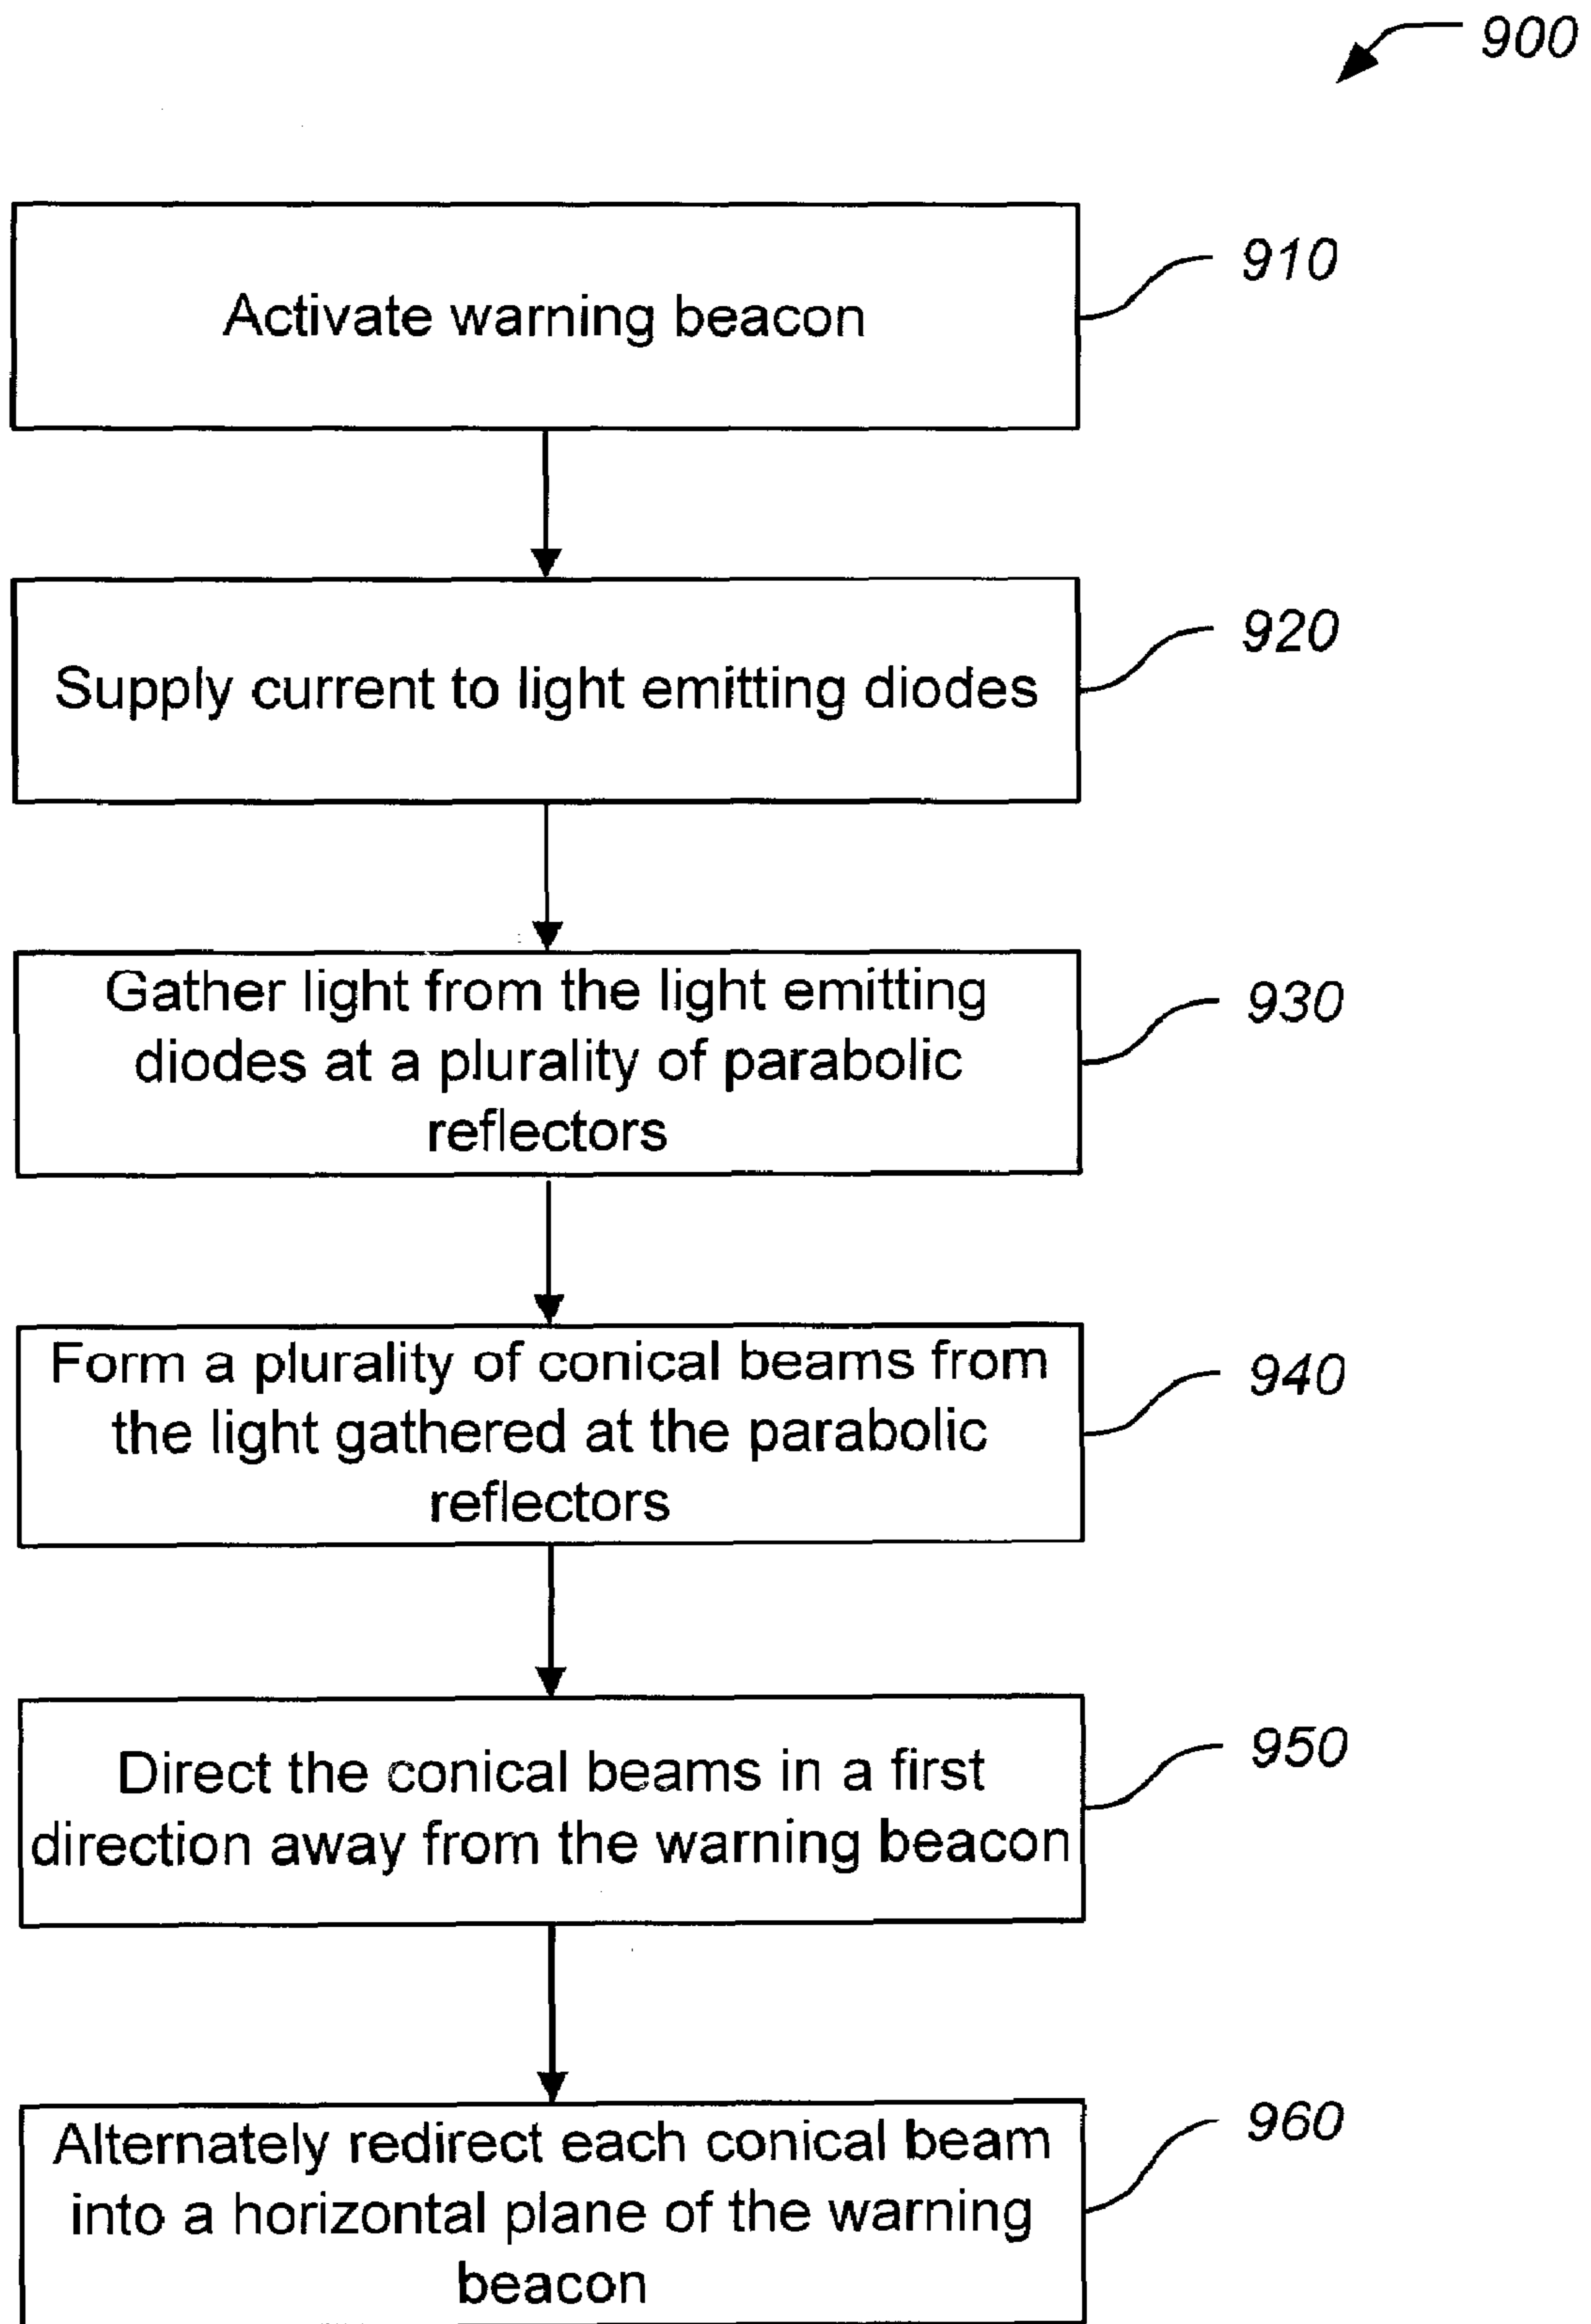 900
Activate warning beacon
910
Supply current to light emitting diodes
920
Gather light from the light emitting
diodes at a plurality of parabolic
reflectors
930
Form a plurality of conical beams from
the light gathered at the parabolic
reflectors
940
Direct the conical beams in a first
direction away from the warning beacon
950
Alternately redirect each conical beam
into a horizontal plane of the warning
beacon
960